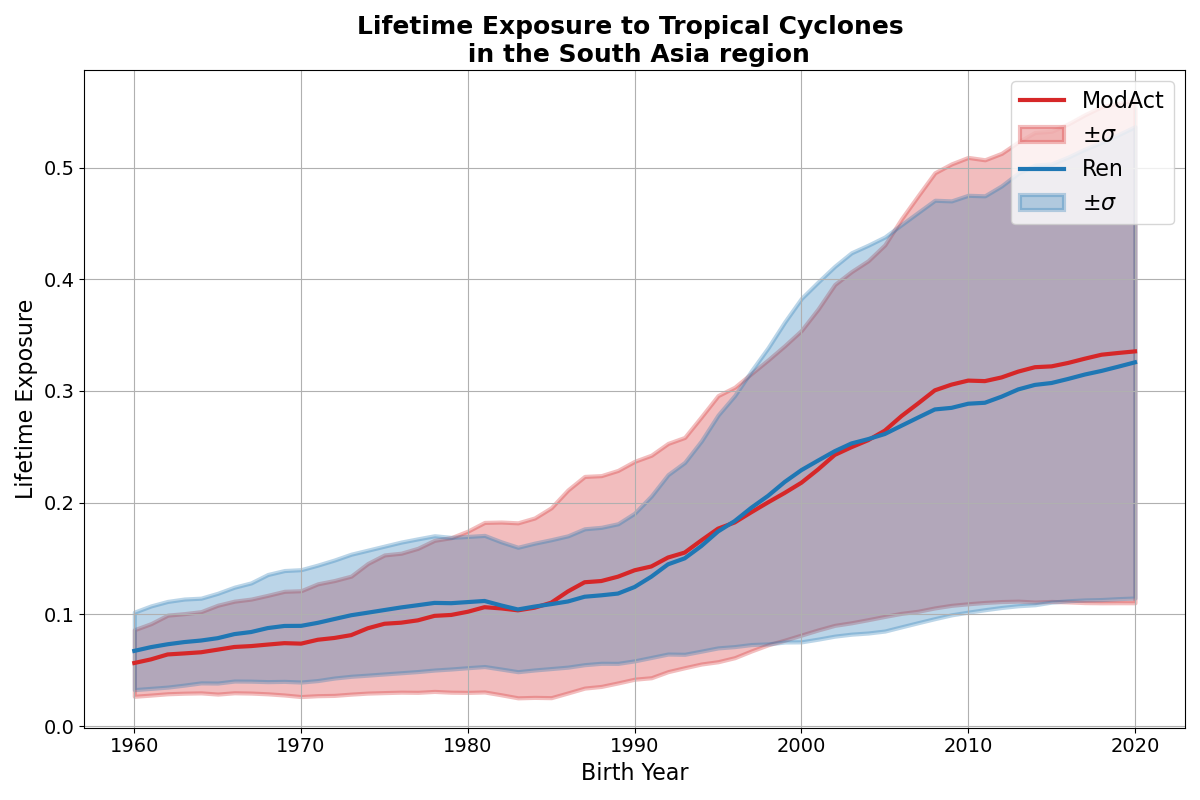 Lifetime Exposure to Tropical Cyclones
in the South Asia region
ModAct
±σ
Ren
±σ
Lifetime Exposure
0.5
0.4
0.3
0.2
0.1
0.0
1960 1970 1980 1990 2000 2010 2020
Birth Year